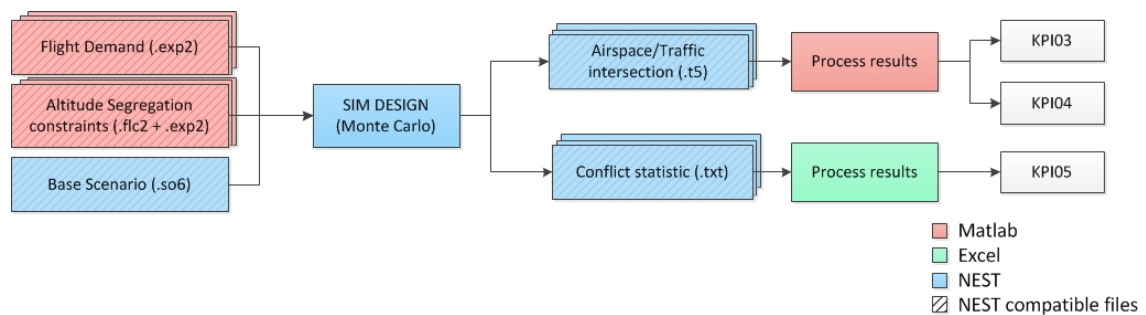 Flight Demand (.exp2)
Altitude Segregation
constraints (.flc2 + .exp2)
Base Scenario (.so6)
SIM DESIGN
(Monte Carlo)
Airspace/Traffic
intersection (.t5)
Process results
KPI03
KPI04
Conflict statistic (.txt)
Process results
KPI05
Matlab
Excel
NEST
NEST compatible files